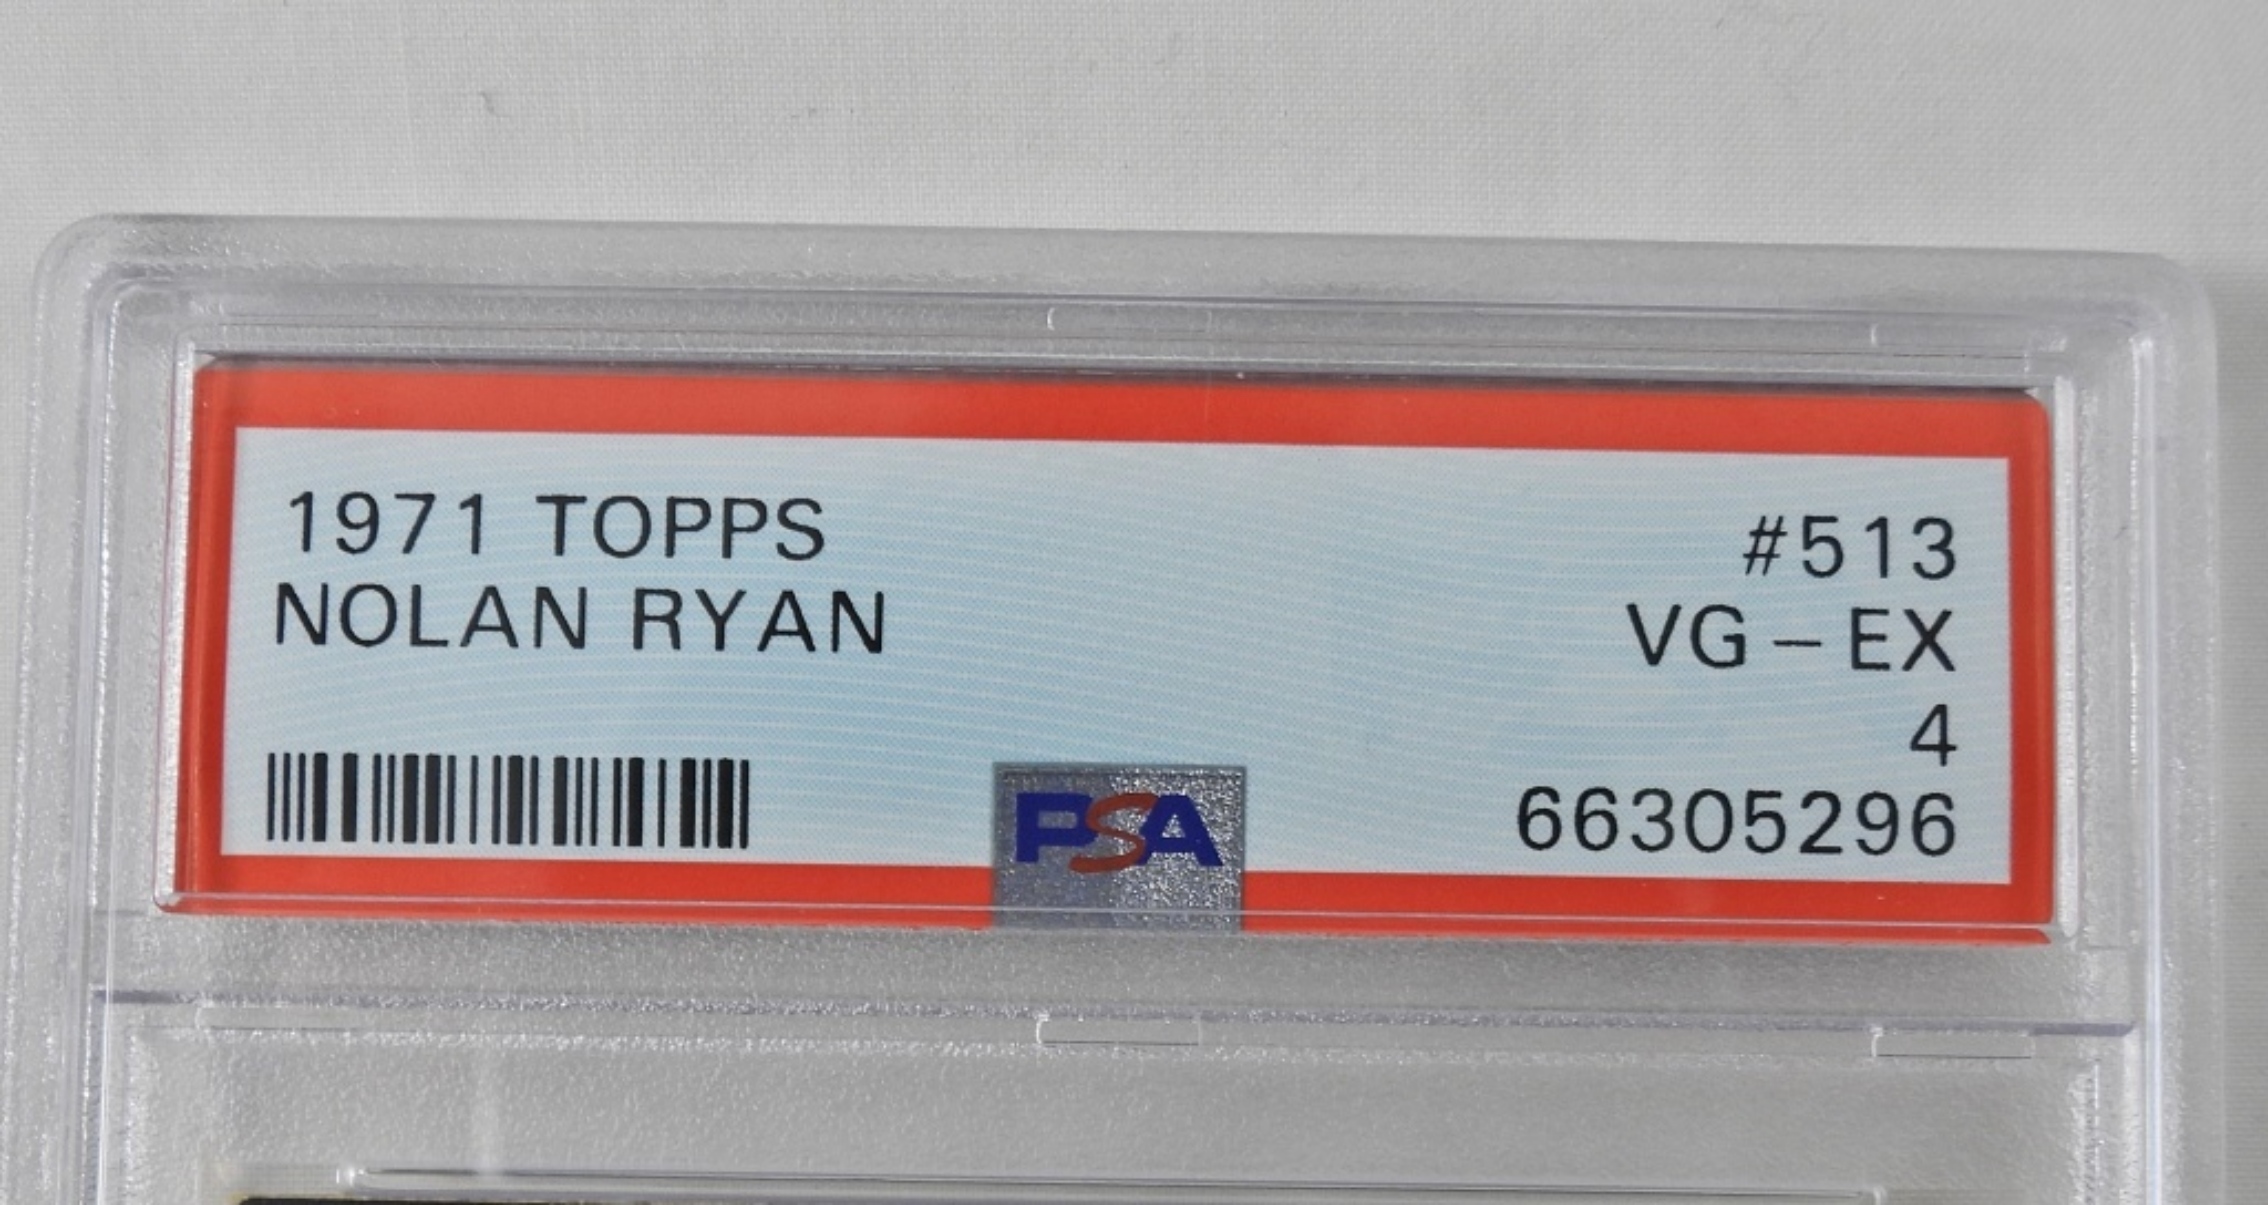 1971 TOPPS
NOLAN RYAN
#513
VG – EX
4
66305296
PSA